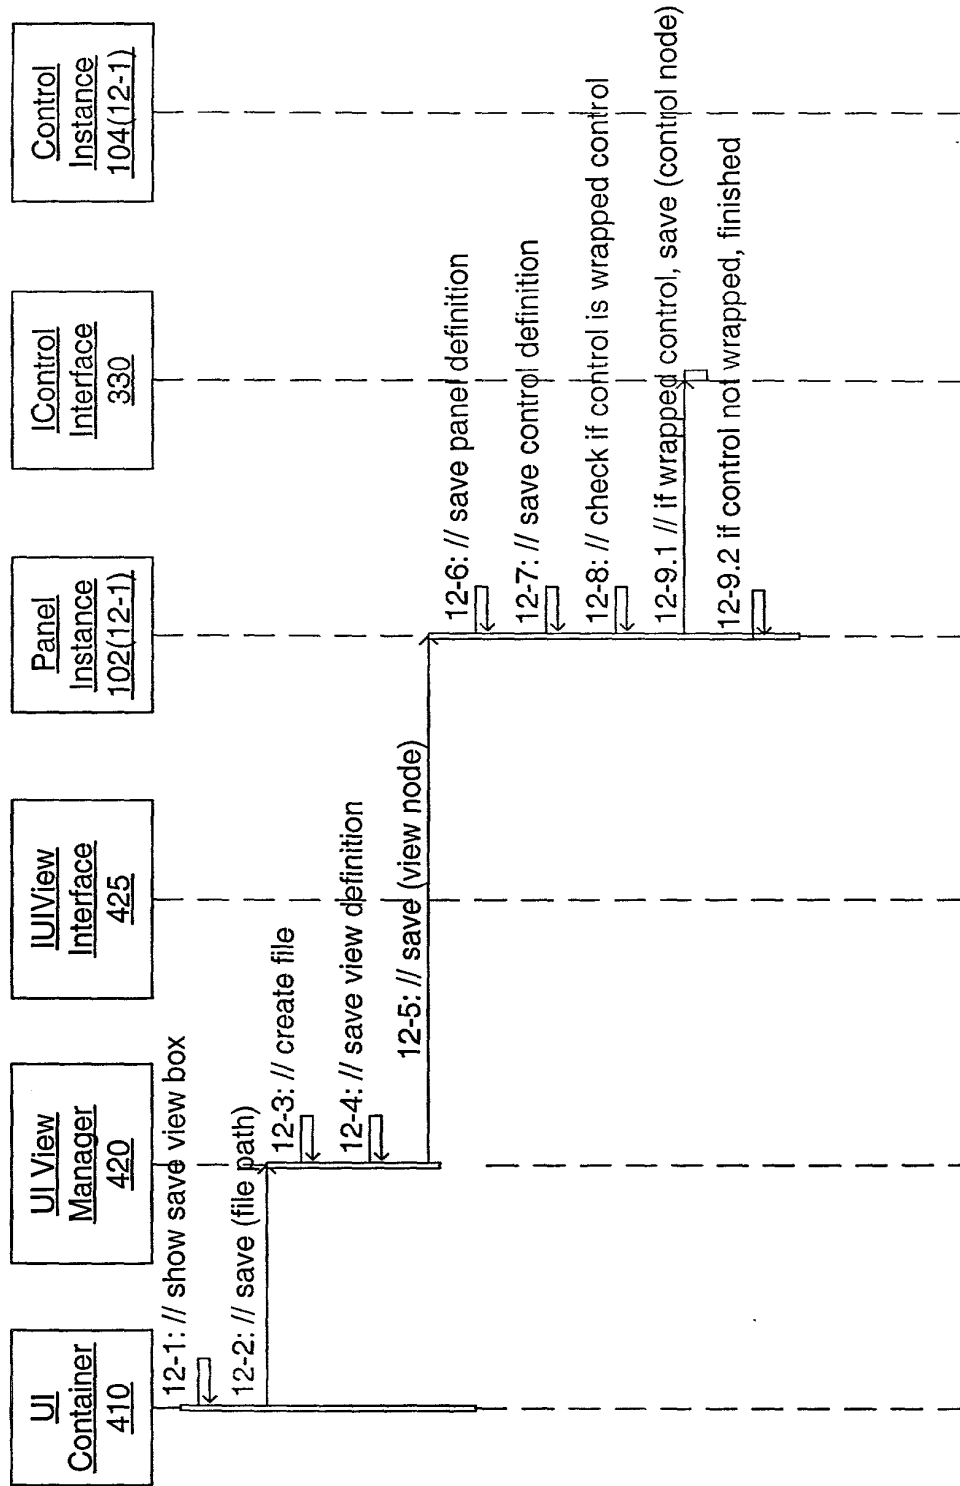 UI
Container
410
UI View
Manager
420
IUIView
Interface
425
Panel
Instance
102(12-1)
IControl
Interface
330
Control
Instance
104(12-1)
12-1: // show save view box
12-2: // save (file path)
12-3: // create file
12-4: // save view definition
12-5: // save (view node)
12-6: // save panel definition
12-7: // save control definition
12-8: // check if control is wrapped control
12-9.1 // if wrapped control, save (control node)
12-9.2 if control not wrapped, finished